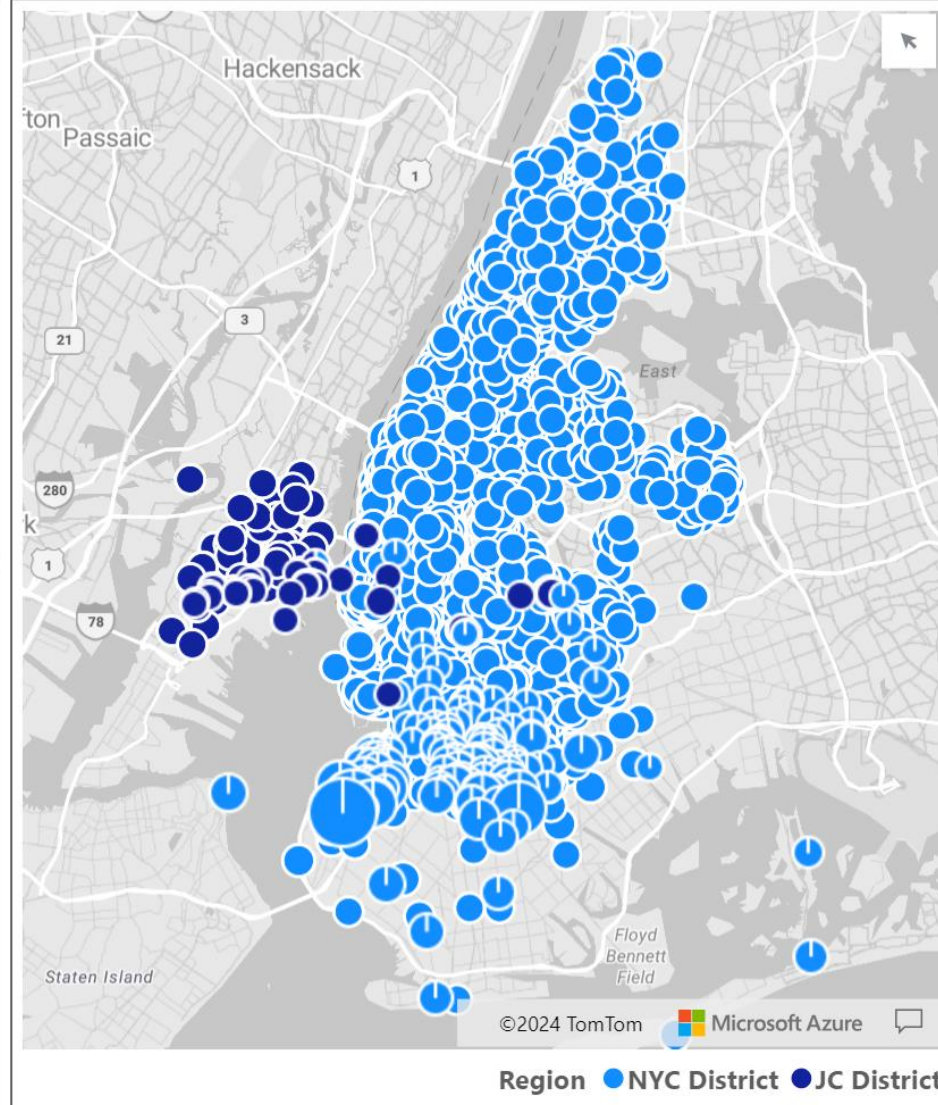 Hackensack
fton
Passaic
1
3
21
East
280
k
1
78
Floyd
Bennett
Field
Staten Island
©2024 TomTom Microsoft Azure
Region NYC District JC District